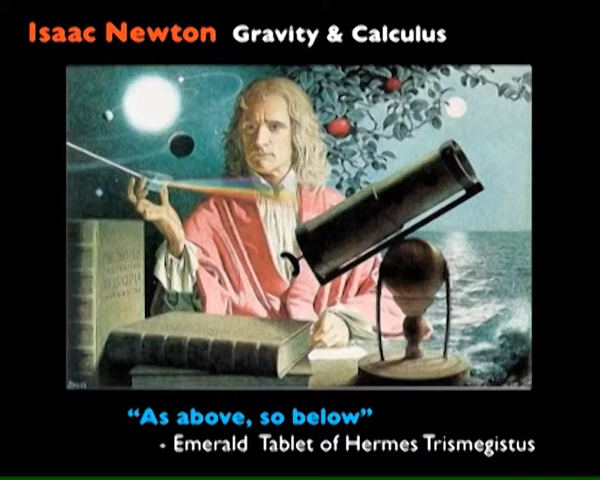 Isaac Newton Gravity & Calculus
“As above, so below”
- Emerald Tablet of Hermes Trismegistus